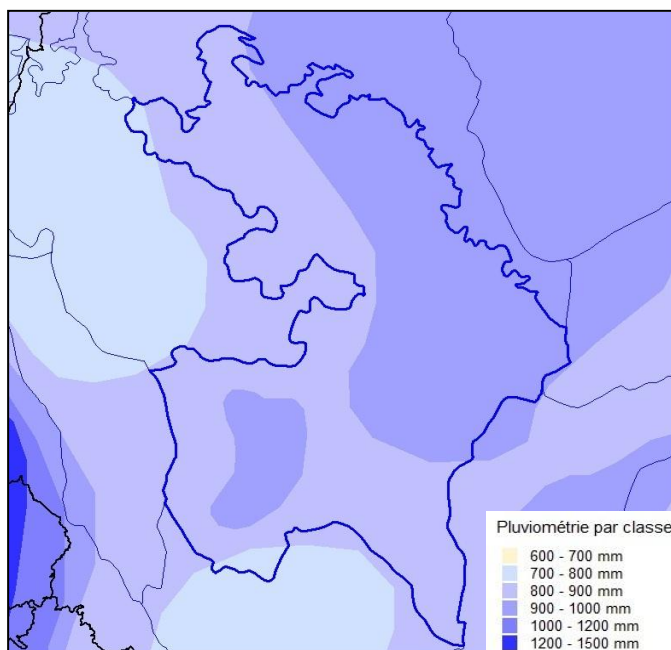 Pluviométrie par classe
600 - 700 mm
700 - 800 mm
800 - 900 mm
900 - 1000 mm
1000 - 1200 mm
1200 - 1500 mm